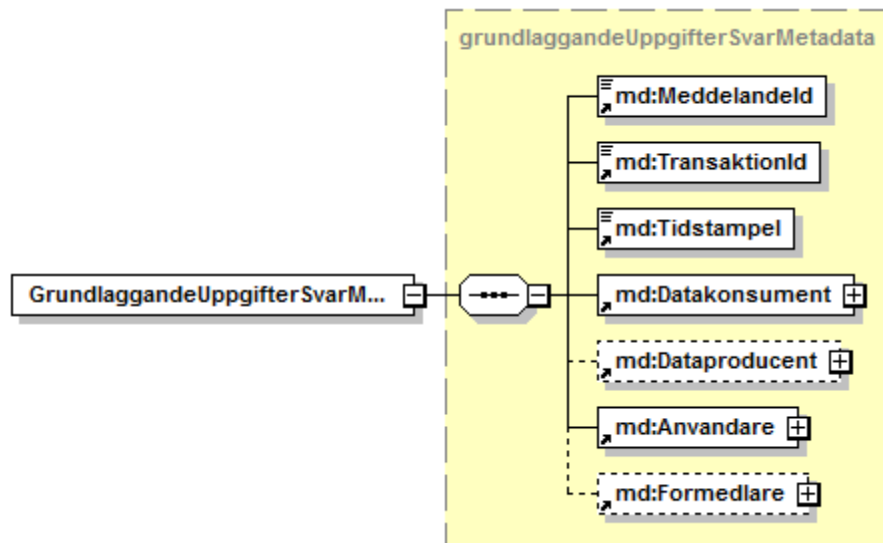 grundlaggandeUppgifterSvarMetadata
md:MeddelandeId
md:TransaktionId
md:Tidstampel
GrundlaggandeUppgifterSvarM...
md:Datakonsument
md:Dataproducent
md:Anvandare
md:Formedlare